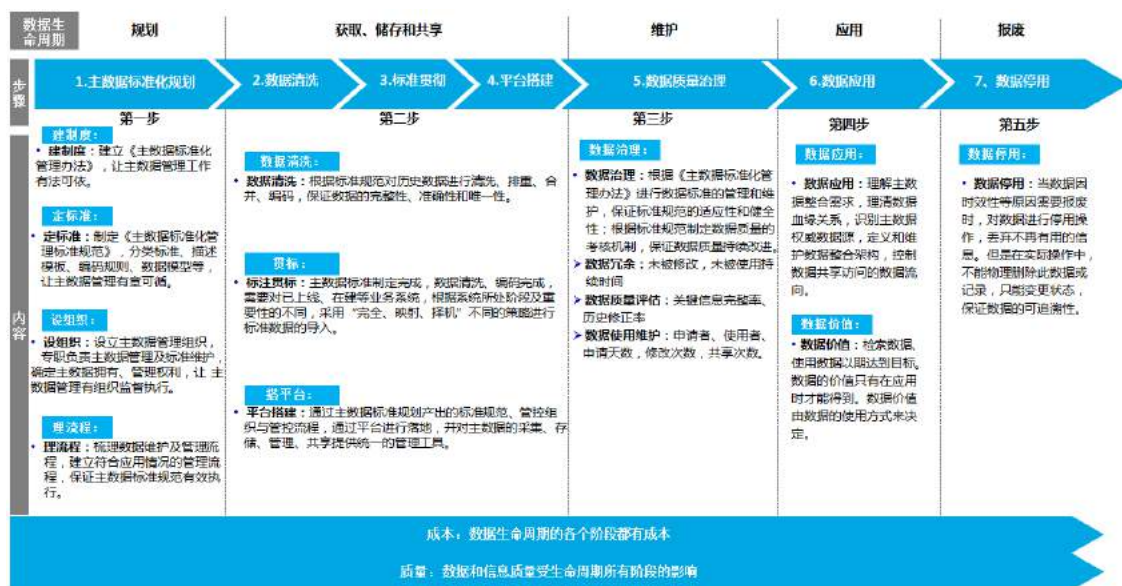 数据生
命周期
规划
获取、储存和共享
维护
应用
报废
步骤
1.主数据标准化规划
2.数据清洗
3.标准贯彻
4.平台搭建
5.数据质量治理
6.数据应用
7、数据停用
内容
第一步
建制度：
• 建制度：建立《主数据标准化
管理办法》，让主数据管理工作
有法可依。
定标准：
• 定标准：制定《主数据标准化管
理标准规范》，分类标准、描述
模板、编码规则、数据模型等，
让主数据管理有章可循。
设组织：
• 设组织：设立主数据管理组织，
专职负责主数据管理及标准维护，
确定主数据拥有、管理权利，让 主
数据管理有组织监督执行。
理流程：
• 理流程：梳理数据维护及管理流
程，建立符合应用情况的管理流
程，保证主数据标准规范有效执
行。
第二步
数据清洗：
• 数据清洗：根据标准规范对历史数据进行清洗、排重、合
并、编码，保证数据的完整性、准确性和唯一性。
贯标：
• 标注贯标：主数据标准制定完成，数据清洗、编码完成，
需要对已上线、在建等业务系统，根据系统所处阶段及重
要性的不同，采用“完全、映射、择机”不同的策略进行
标准数据的导入。
搭平台：
• 平台搭建：通过主数据标准规划产出的标准规范、管控组
织与管控流程，通过平台进行落地，并对主数据的采集、存
储、管理、共享提供统一的管理工具。
第三步
数据治理：
• 数据治理：根据《主数据标准化管
理办法》进行数据标准的管理和维
护，保证标准规范的适应性和健全
性；根据标准规范制定数据质量的
考核机制，保证数据质量持续改进。
➢ 数据冗余：未被修改，未被使用持
续时间
➢ 数据质量评估：关键信息完整率、
历史修正率
➢ 数据使用维护：申请者、使用者、
申请天数，修改次数，共享次数。
第四步
数据应用：
• 数据应用：理解主数
据整合需求，理清数据
血缘关系，识别主数据
权威数据源，定义和维
护数据整合架构，控制
数据共享访问的数据流
向。
数据价值：
• 数据价值：检索数据、
使用数据以期达到目标。
数据的价值只有在应用
时才能得到。数据价值
由数据的使用方式来决
定。
第五步
数据停用：
• 数据停用：当数据因
时效性等原因需要报废
时，对数据进行停用操
作，丢弃不再有用的信
息。但是在实际操作中，
不能物理删除此数据成
记录，只能变更状态，
保证数据的可追溯性。
成本：数据生命周期的各个阶段都有成本
质量：数据和信息质量受生命周期所有阶段的影响